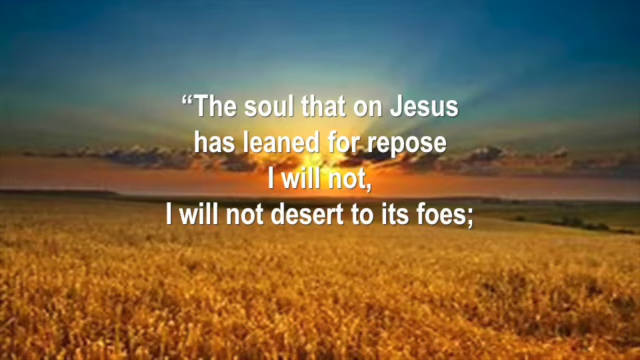 “The soul that on Jesus
has leaned for repose
I will not,
I will not desert to its foes;